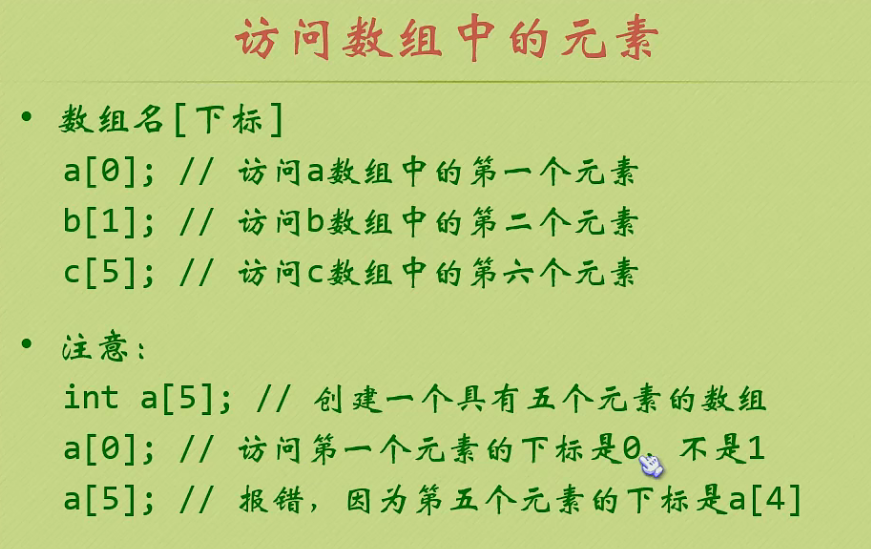 访问数组中的元素
• 数组名[下标]
a[0]; // 访问a数组中的第一个元素
b[1]; // 访问b数组中的第二个元素
c[5]; // 访问c数组中的第六个元素
• 注意:
int a[5]; // 创建一个具有五个元素的数组
a[0]; // 访问第一个元素的下标是0，不是1
a[5]; // 报错，因为第五个元素的下标是a[4]